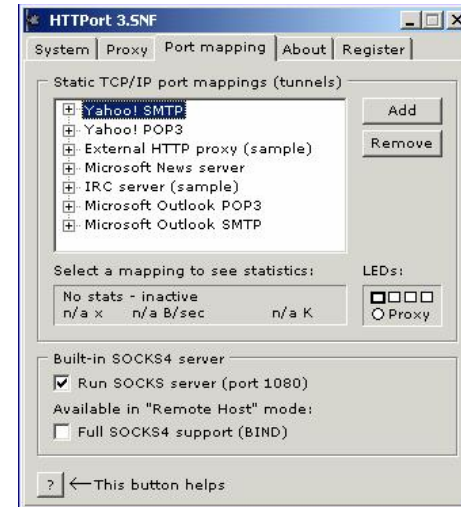 HTTPort 3.SNF
System Proxy Port mapping About Register
Static TCP/IP port mappings (tunnels)
Yahoo! SMTP
Add
Yahoo! POP3
External HTTP proxy (sample)
Remove
Microsoft News server
IRC server (sample)
Microsoft Outlook POP3
Microsoft Outlook SMTP
Select a mapping to see statistics:
LEDs:
No stats - inactive
n/a x n/a B/sec n/a K
Proxy
Built-in SOCKS4 server
Run SOCKS server (port 1080)
Available in "Remote Host" mode:
Full SOCKS4 support (BIND)
? ←This button helps